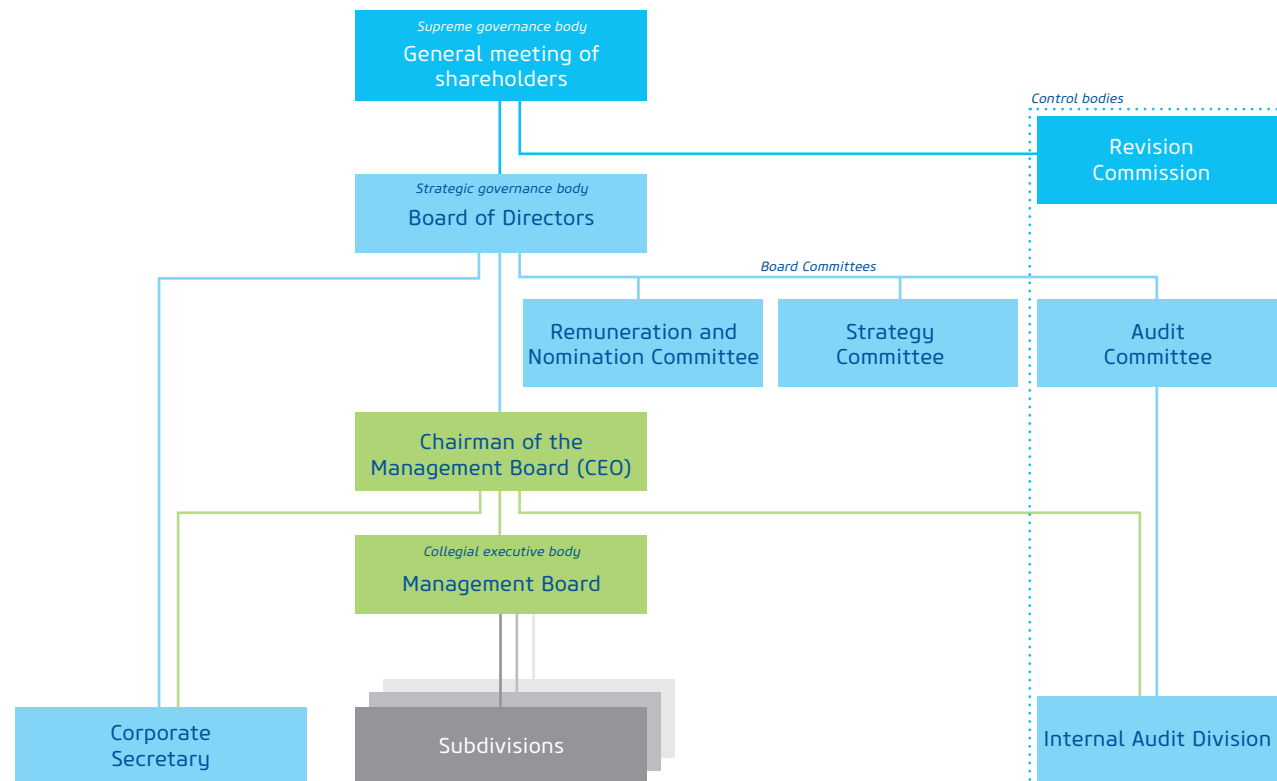 Supreme governance body
General meeting of
shareholders
Control bodies
Revision
Commission
Strategic governance body
Board of Directors
Board Committees
Remuneration and
Nomination Committee
Strategy
Committee
Audit
Committee
Chairman of the
Management Board (CEO)
Collegial executive body
Management Board
Corporate
Secretary
Subdivisions
Internal Audit Division